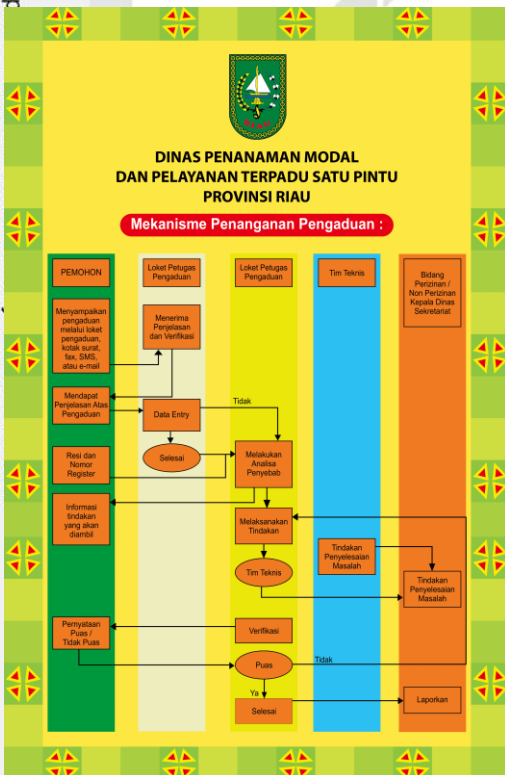 RIAU
DINAS PENANAMAN MODAL
DAN PELAYANAN TERPADU SATU PINTU
PROVINSI RIAU
Mekanisme Penanganan Pengaduan :
PEMOHON
Loket Petugas
Pengaduan
Loket Petugas
Pengaduan
Tim Teknis
Bidang
Perizinan /
Non Perizinan
Kepala Dinas
Sekretariat
Menyampaikan
pengaduan
melalui loket
pengaduan,
kotak surat,
fax, SMS,
atau e-mail
Menerima
Penjelasan
dan Verifikasi
Mendapat
Penjelasan Atas
Pengaduan
Data Entry
Tidak
Resi dan
Nomor
Register
Selesai
Melakukan
Analisa
Penyebab
Informasi
tindakan
yang akan
diambil
Melaksanakan
Tindakan
Tim Teknis
Tindakan
Penyelesaian
Masalah
Tindakan
Penyelesaian
Masalah
Pernyataan
Puas /
Tidak Puas
Verifikasi
Puas
Tidak
Ya
Selesai
Laporkan